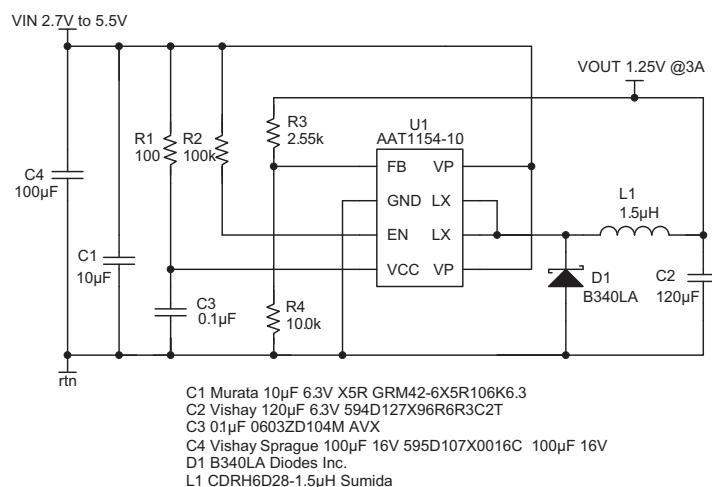 VIN 2.7V to 5.5V
VOUT 1.25V @3A
U1
AAT1154-10
R3
2.55k
R1
100
R2
100k
C4
100µF
FB VP
GND LX
EN LX
VCC VP
L1
1.5µH
C1
10µF
C3
0.1µF
R4
10.0k
D1
B340LA
C2
120µF
rtn
C1 Murata 10µF 6.3V X5R GRM42-6X5R106K6.3
C2 Vishay 120µF 6.3V 594D127X96R6R3C2T
C3 0.1µF 0603ZD104M AVX
C4 Vishay Sprague 100µF 16V 595D107X0016C 100µF 16V
D1 B340LA Diodes Inc.
L1 CDRH6D28-1.5µH Sumida